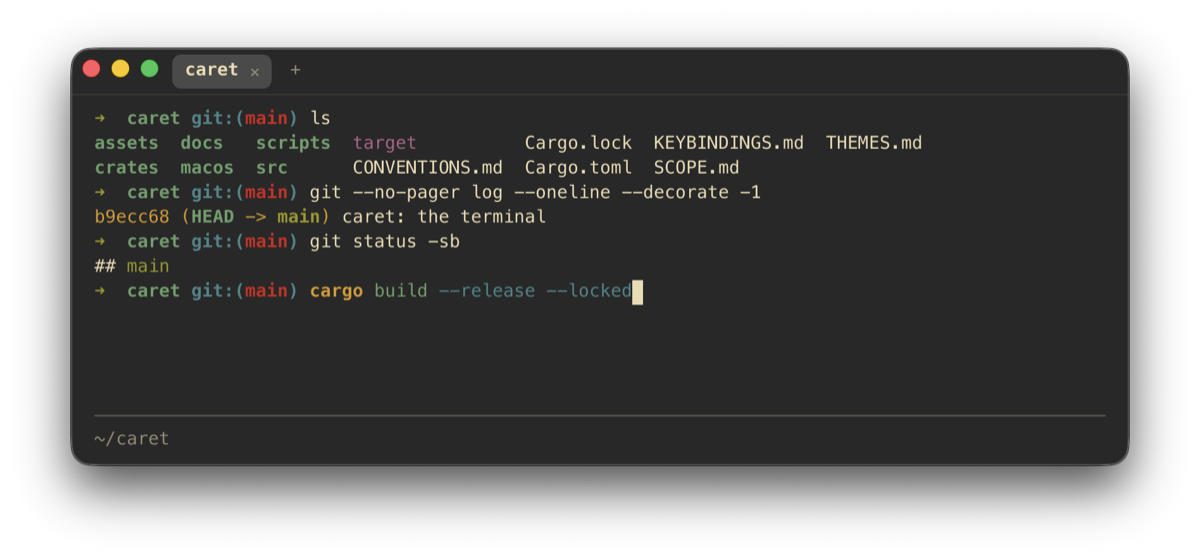 caret × +
➜  caret git:(main) ls
assets  docs   scripts  target          Cargo.lock  KEYBINDINGS.md  THEMES.md
crates  macos  src      CONVENTIONS.md  Cargo.toml  SCOPE.md
➜  caret git:(main) git --no-pager log --oneline --decorate -1
b9ecc68 (HEAD -> main) caret: the terminal
➜  caret git:(main) git status -sb
## main
➜  caret git:(main) cargo build --release --locked
~/caret